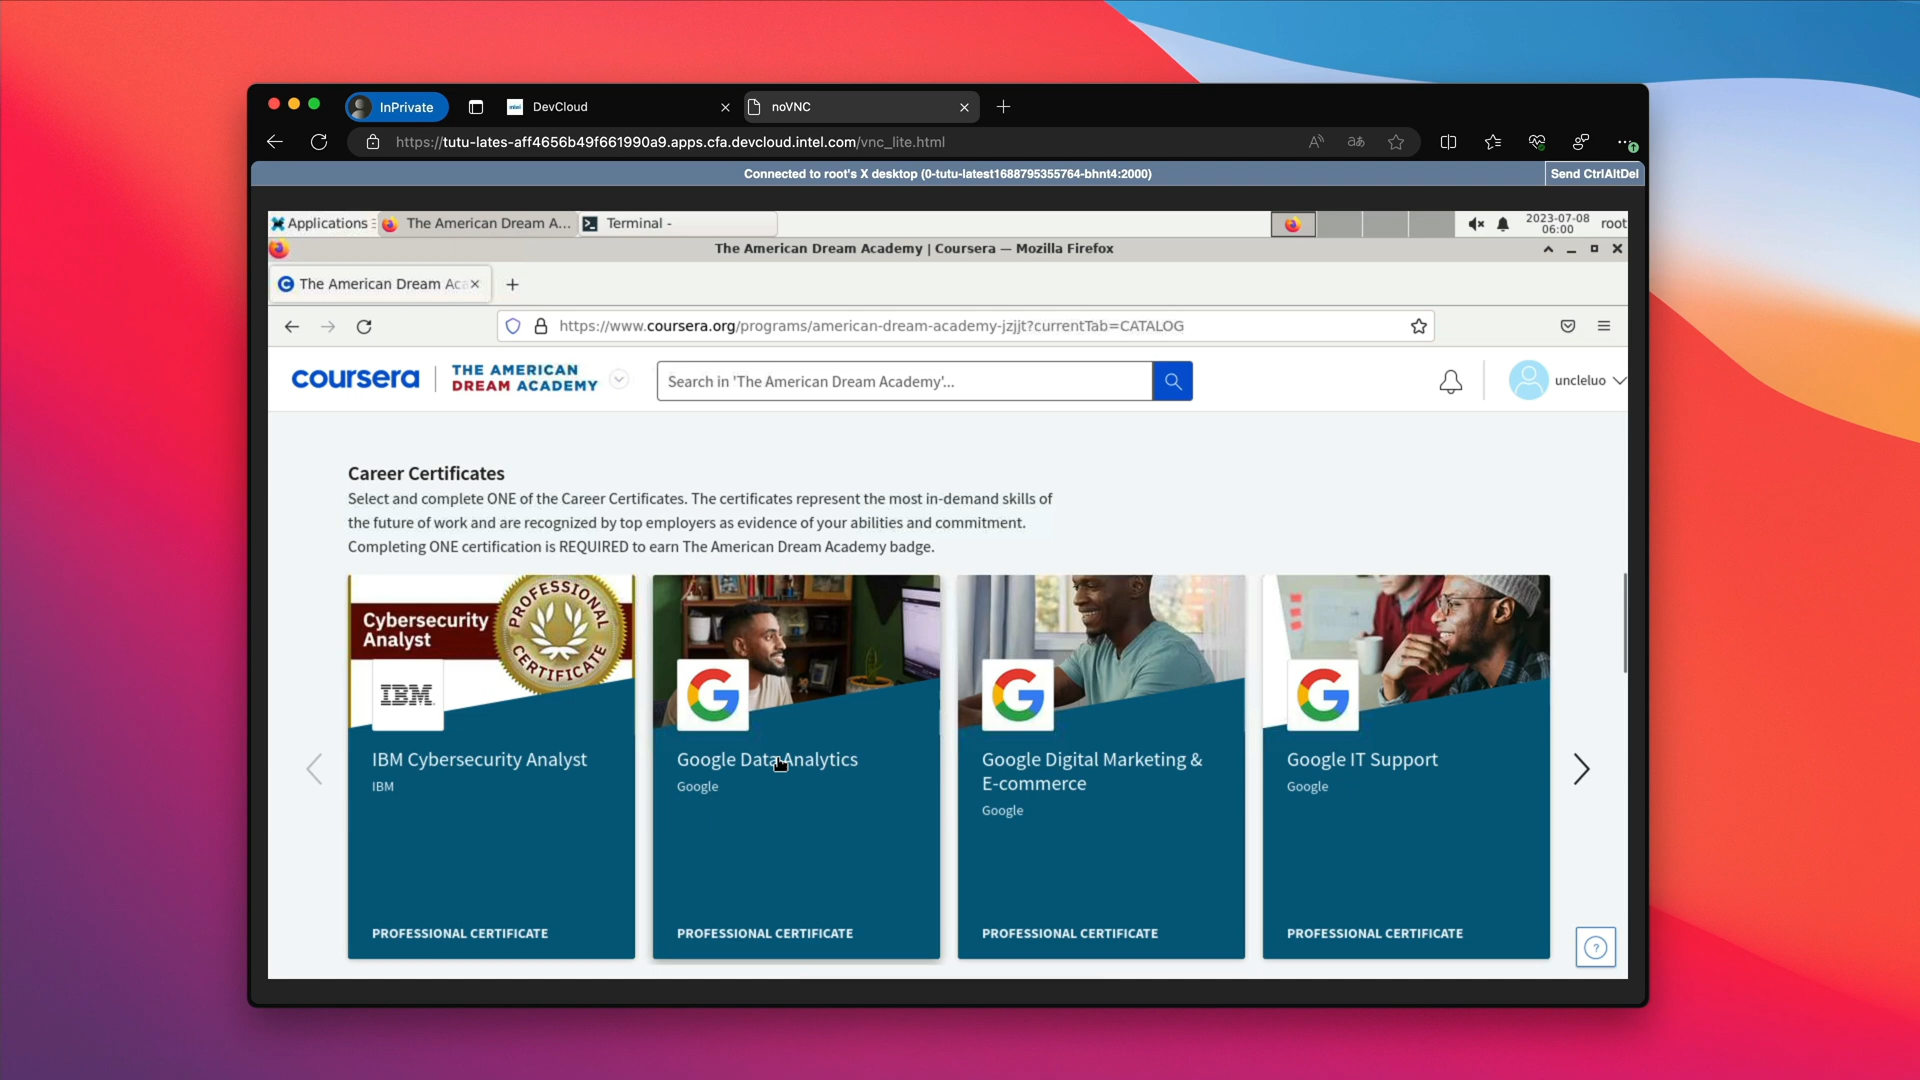 InPrivate
intel
DevCloud
noVNC
https://tutu-lates-aff4656b49f661990a9.apps.cfa.devcloud.intel.com/vnc_lite.html
Connected to root's X desktop (0-tutu-latest1688795355764-bhnt4:2000)
Send CtrlAltDel
Applications
The American Dream A...
Terminal -
2023-07-08
06:00
root
The American Dream Academy | Coursera — Mozilla Firefox
The American Dream Aca
https://www.coursera.org/programs/american-dream-academy-jzjjt?currentTab=CATALOG
coursera
THE AMERICAN
DREAM ACADEMY
Search in 'The American Dream Academy'...
uncleluo
Career Certificates
Select and complete ONE of the Career Certificates. The certificates represent the most in-demand skills of
the future of work and are recognized by top employers as evidence of your abilities and commitment.
Completing ONE certification is REQUIRED to earn The American Dream Academy badge.
Cybersecurity
Analyst
PROFESSIONAL
CERTIFICATE
IBM
G
G
G
IBM Cybersecurity Analyst
IBM
PROFESSIONAL CERTIFICATE
Google Data Analytics
Google
PROFESSIONAL CERTIFICATE
Google Digital Marketing &
E-commerce
Google
PROFESSIONAL CERTIFICATE
Google IT Support
Google
PROFESSIONAL CERTIFICATE
?